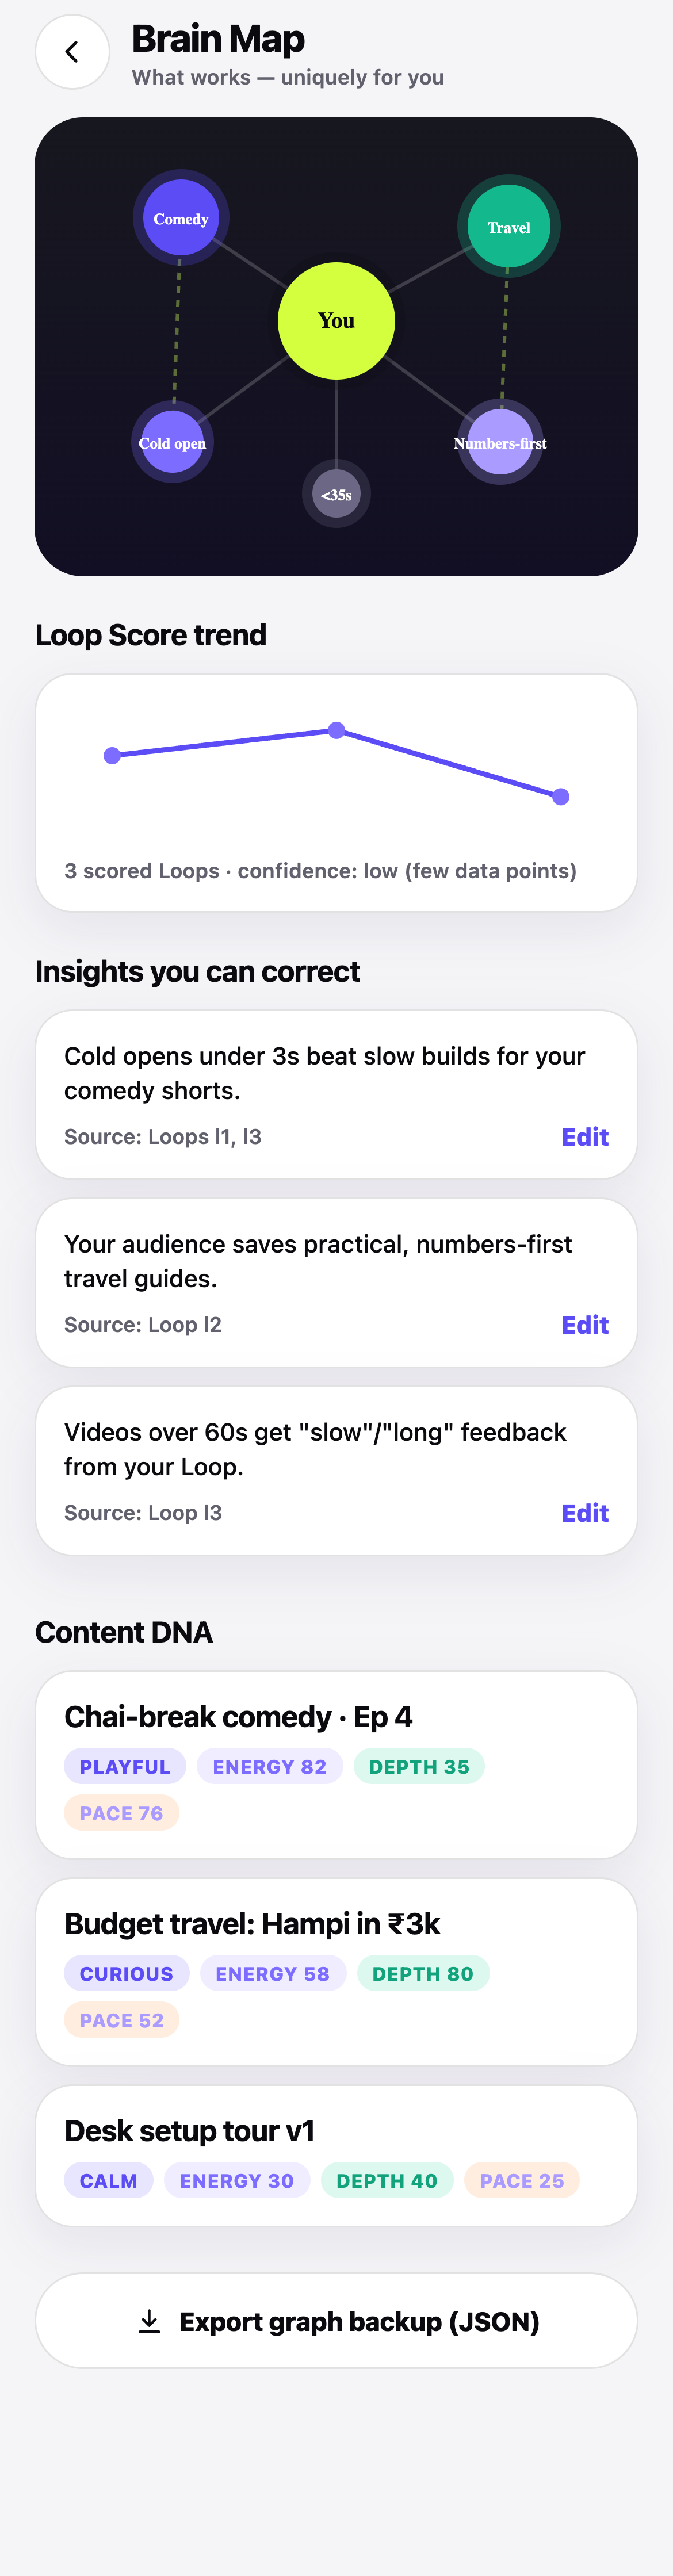 Brain Map
What works — uniquely for you
Comedy
Travel
You
Cold open
Numbers-first
<35s
Loop Score trend
3 scored Loops · confidence: low (few data points)
Insights you can correct
Cold opens under 3s beat slow builds for your
comedy shorts.
Source: Loops l1, l3
Edit
Your audience saves practical, numbers-first
travel guides.
Source: Loop l2
Edit
Videos over 60s get "slow"/"long" feedback
from your Loop.
Source: Loop l3
Edit
Content DNA
Chai-break comedy · Ep 4
PLAYFUL ENERGY 82 DEPTH 35
PACE 76
Budget travel: Hampi in ₹3k
CURIOUS ENERGY 58 DEPTH 80
PACE 52
Desk setup tour v1
CALM ENERGY 30 DEPTH 40 PACE 25
Export graph backup (JSON)